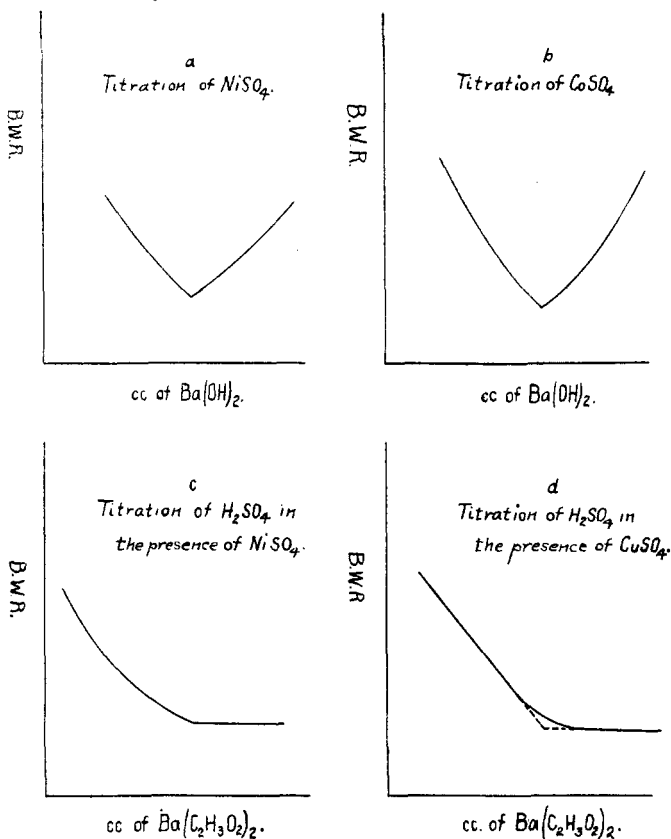 a
Titration of NiSO4.
B.W.R.
cc of Ba(OH)2.
b
Titration of CoSO4
B.W.R.
cc of Ba(OH)2.
c
Titration of H2SO4 in
the presence of NiSO4.
B.W.R.
cc of Ba(C2H3O2)2.
d
Titration of H2SO4 in
the presence of CuSO4.
B.W.R
cc. of Ba(C2H3O2)2.